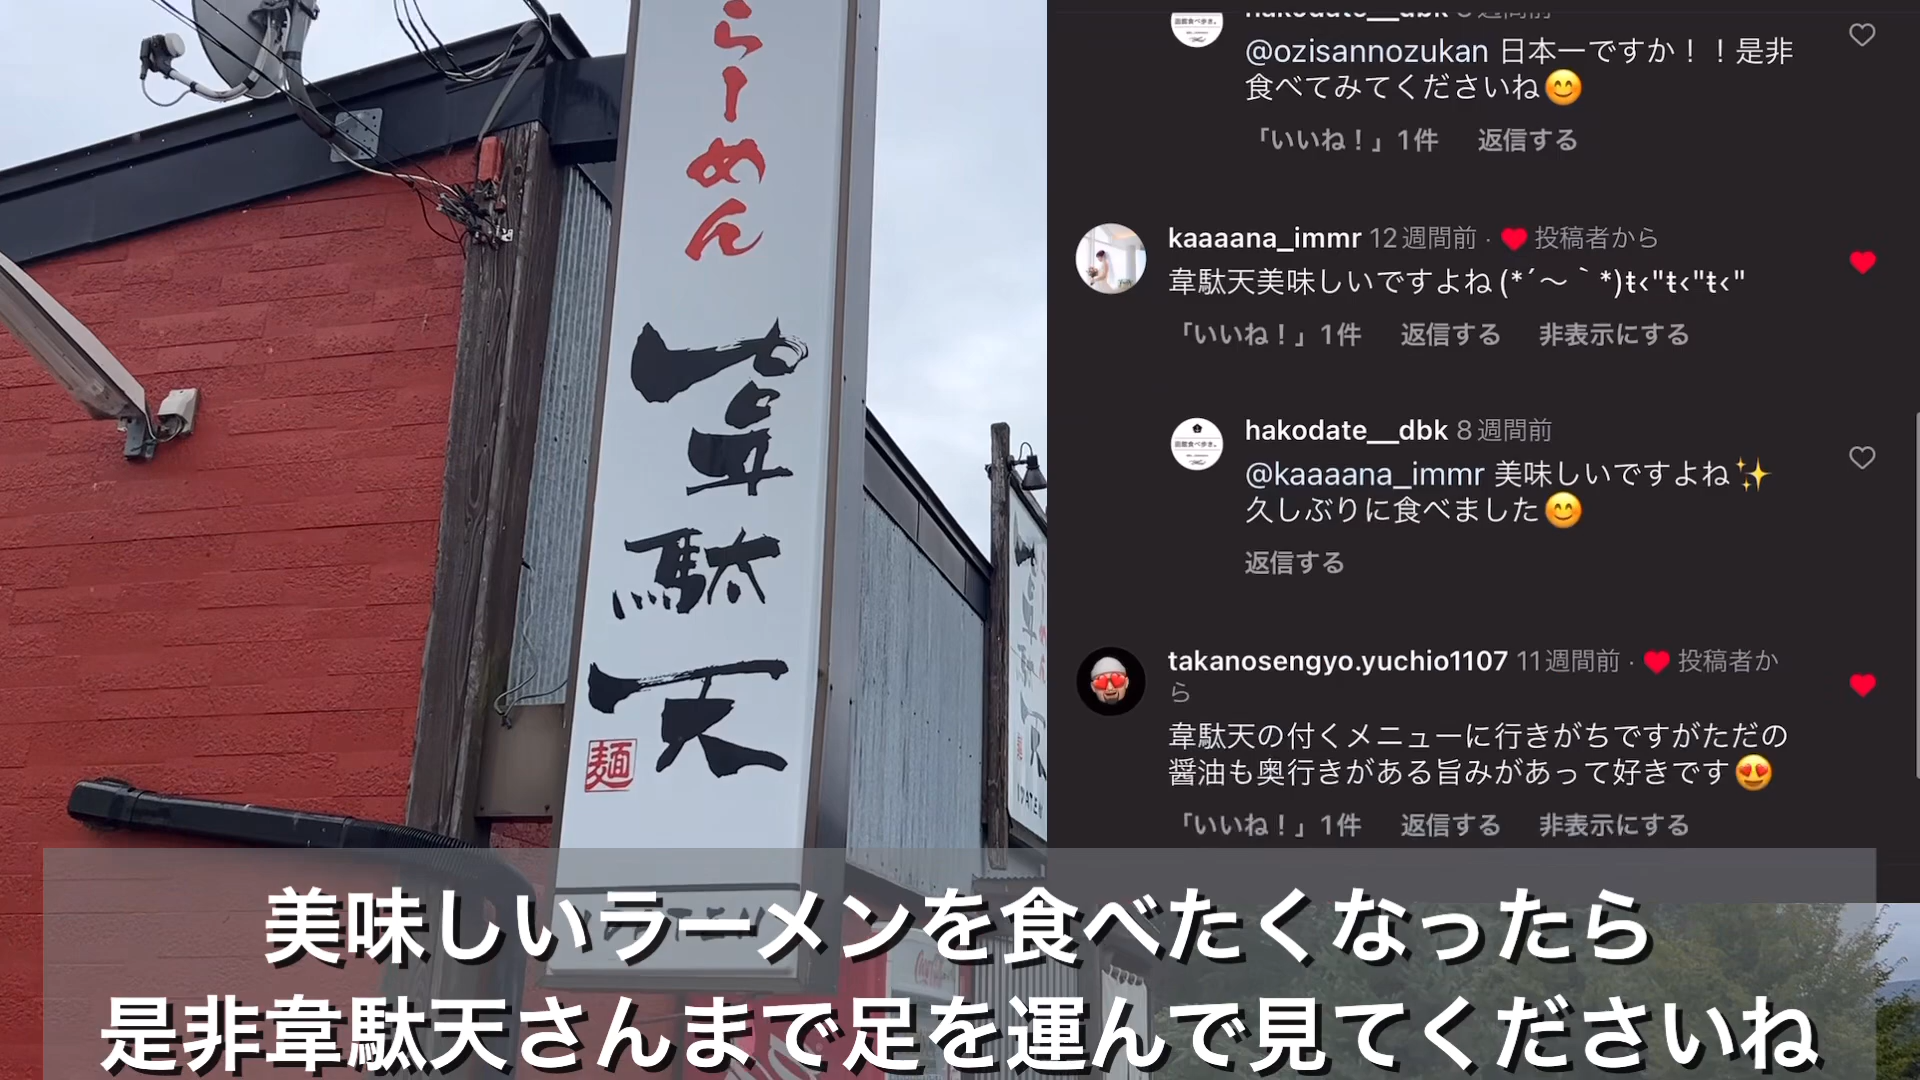 らーめん
韋駄天
麺
hakodate__dbk 8週間前
@ozisannozukan 日本一ですか！！是非
食べてみてくださいね😊
「いいね！」1件 返信する
kaaaana_immr 12週間前 · ♥ 投稿者から
韋駄天美味しいですよね(*´～｀*)ŧ‹"ŧ‹"ŧ‹"
「いいね！」1件 返信する 非表示にする
hakodate__dbk 8週間前
@kaaaana_immr 美味しいですよね✨
久しぶりに食べました😊
返信する
takanosengyo.yuchio1107 11週間前 · ♥ 投稿者か
ら
韋駄天の付くメニューに行きがちですがただの
醤油も奥行きがある旨みがあって好きです😍
「いいね！」1件 返信する 非表示にする
美味しいラーメンを食べたくなったら
是非韋駄天さんまで足を運んで見てくださいね